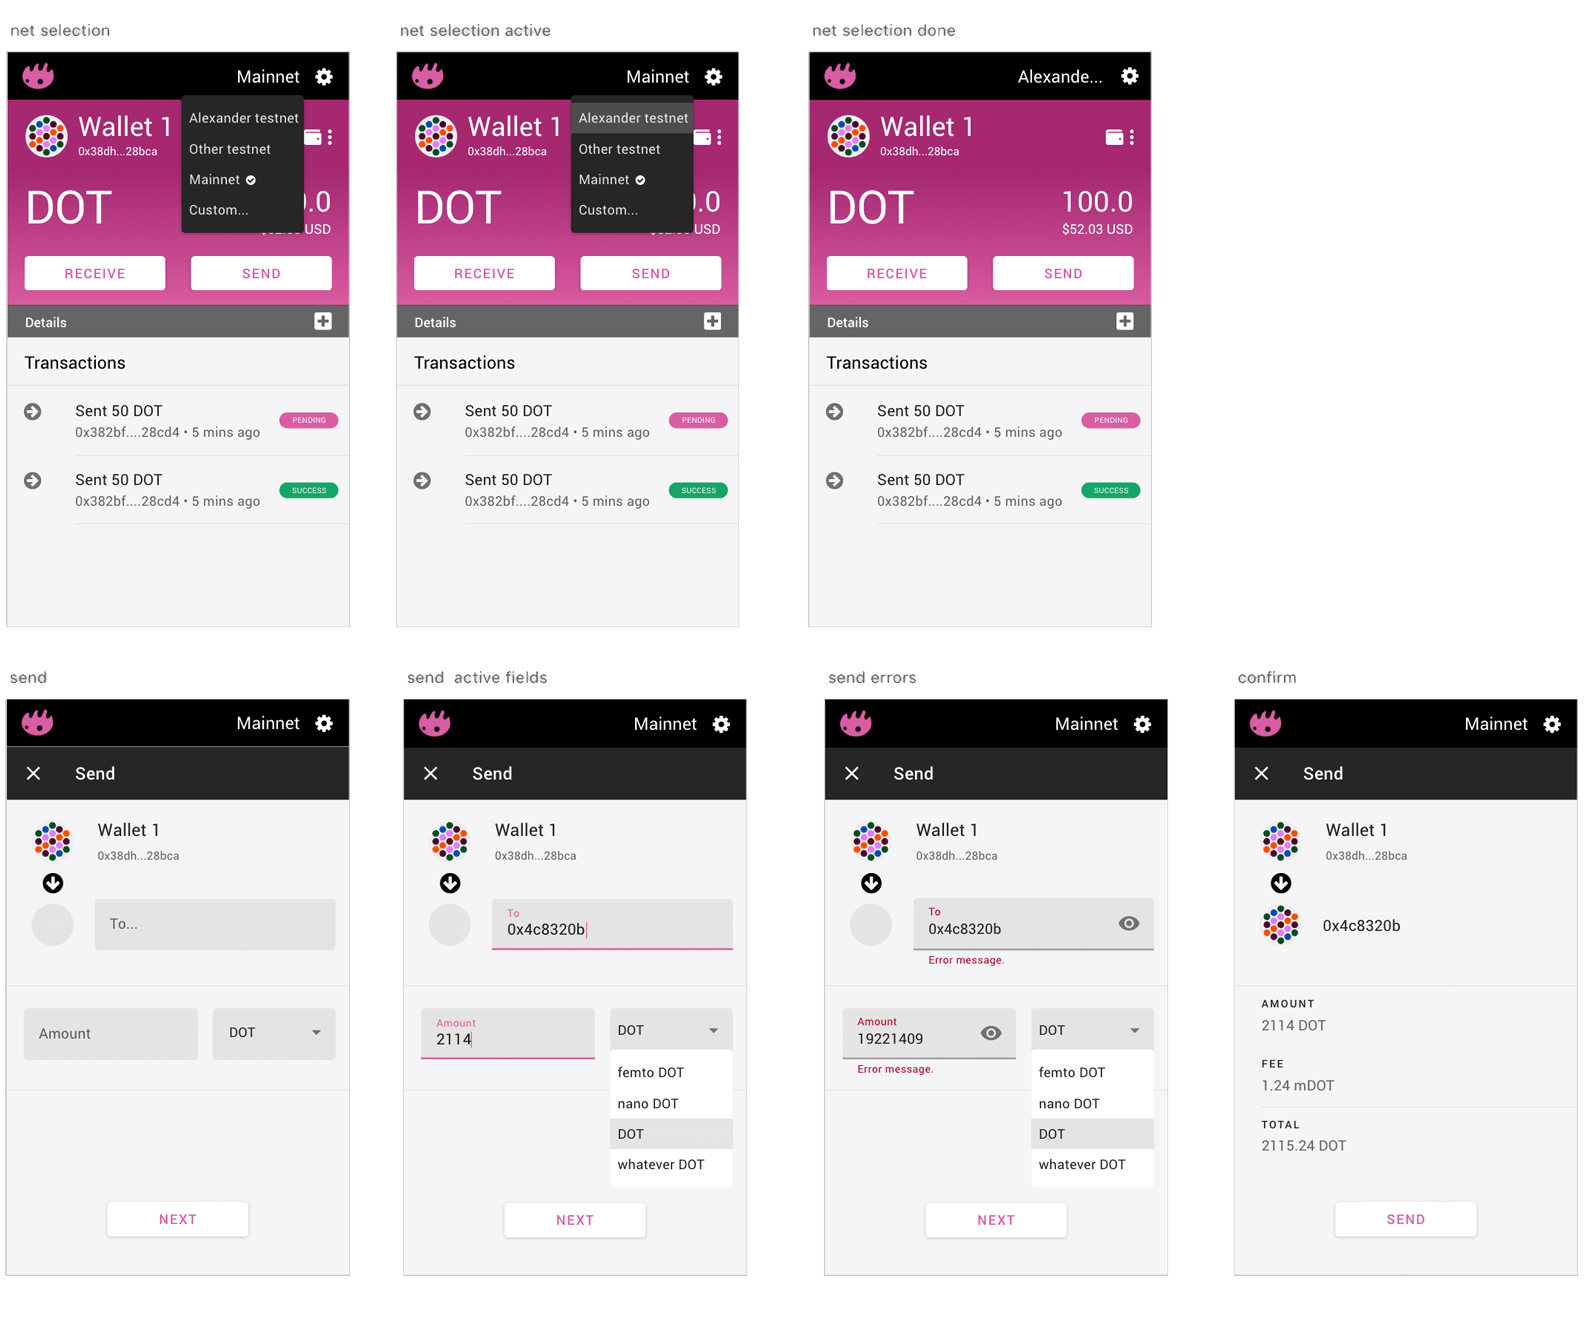 net selection
Mainnet
Alexander testnet
Other testnet
Mainnet
Custom...
Wallet 1
0x38dh...28bca
DOT
.0
USD
RECEIVE
SEND
Details
Transactions
Sent 50 DOT
0x382bf....28cd4 • 5 mins ago
PENDING
Sent 50 DOT
0x382bf....28cd4 • 5 mins ago
SUCCESS
net selection active
Mainnet
Alexander testnet
Other testnet
Mainnet
Custom...
Wallet 1
0x38dh...28bca
DOT
.0
USD
RECEIVE
SEND
Details
Transactions
Sent 50 DOT
0x382bf....28cd4 • 5 mins ago
PENDING
Sent 50 DOT
0x382bf....28cd4 • 5 mins ago
SUCCESS
net selection done
Alexande...
Wallet 1
0x38dh...28bca
DOT
100.0
$52.03 USD
RECEIVE
SEND
Details
Transactions
Sent 50 DOT
0x382bf....28cd4 • 5 mins ago
PENDING
Sent 50 DOT
0x382bf....28cd4 • 5 mins ago
SUCCESS
send
Mainnet
Send
Wallet 1
0x38dh...28bca
To...
Amount
DOT
NEXT
send active fields
Mainnet
Send
Wallet 1
0x38dh...28bca
To
0x4c8320b
Amount
2114
DOT
femto DOT
nano DOT
DOT
whatever DOT
NEXT
send errors
Mainnet
Send
Wallet 1
0x38dh...28bca
To
0x4c8320b
Error message.
Amount
19221409
Error message.
DOT
femto DOT
nano DOT
DOT
whatever DOT
NEXT
confirm
Mainnet
Send
Wallet 1
0x38dh...28bca
0x4c8320b
AMOUNT
2114 DOT
FEE
1.24 mDOT
TOTAL
2115.24 DOT
SEND